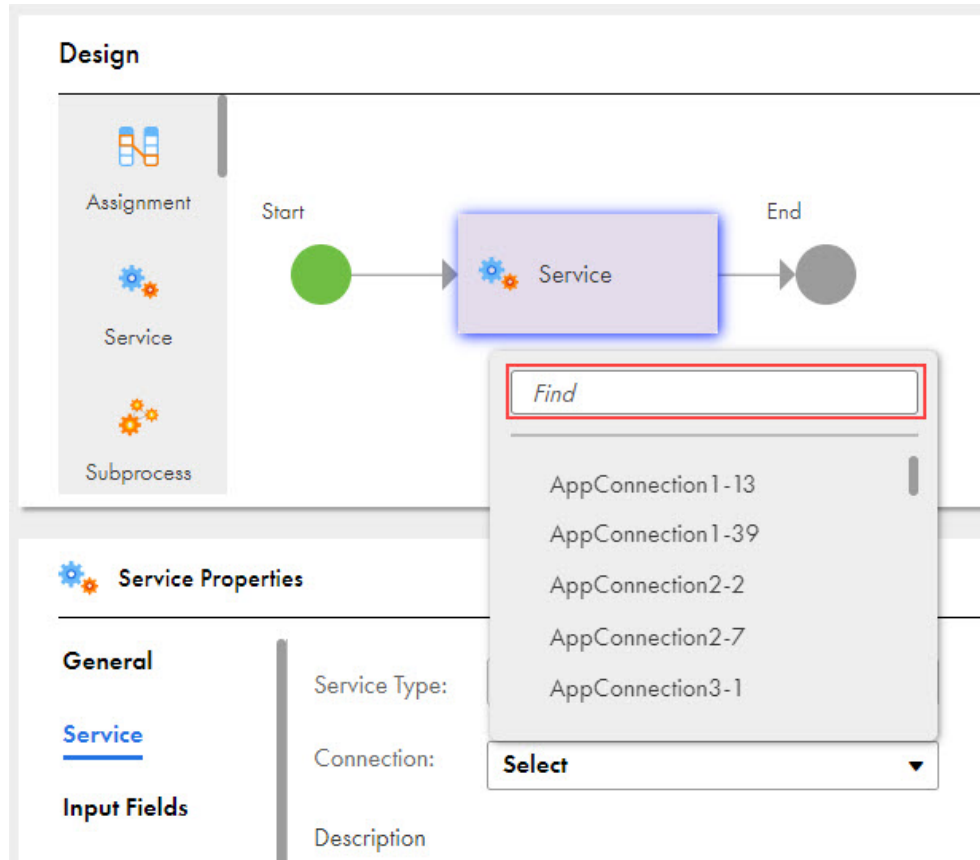 Design
Assignment
Service
Subprocess
Start
Service
End
Find
AppConnection1-13
AppConnection1-39
AppConnection2-2
AppConnection2-7
AppConnection3-1
Service Properties
General
Service
Input Fields
Service Type:
Connection:
Select
Description